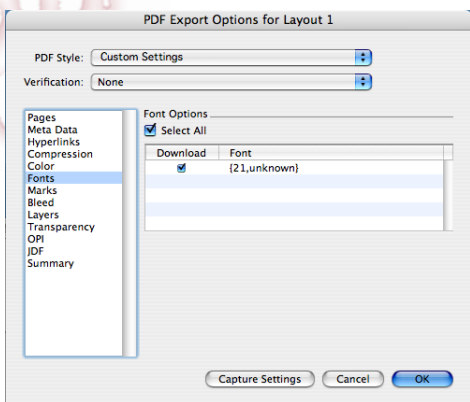 PDF Export Options for Layout 1
PDF Style: Custom Settings
Verification: None
Pages
Meta Data
Hyperlinks
Compression
Color
Fonts
Marks
Bleed
Layers
Transparency
OPI
JDF
Summary
Font Options
Select All
Download Font
{21,unknown}
Capture Settings Cancel OK